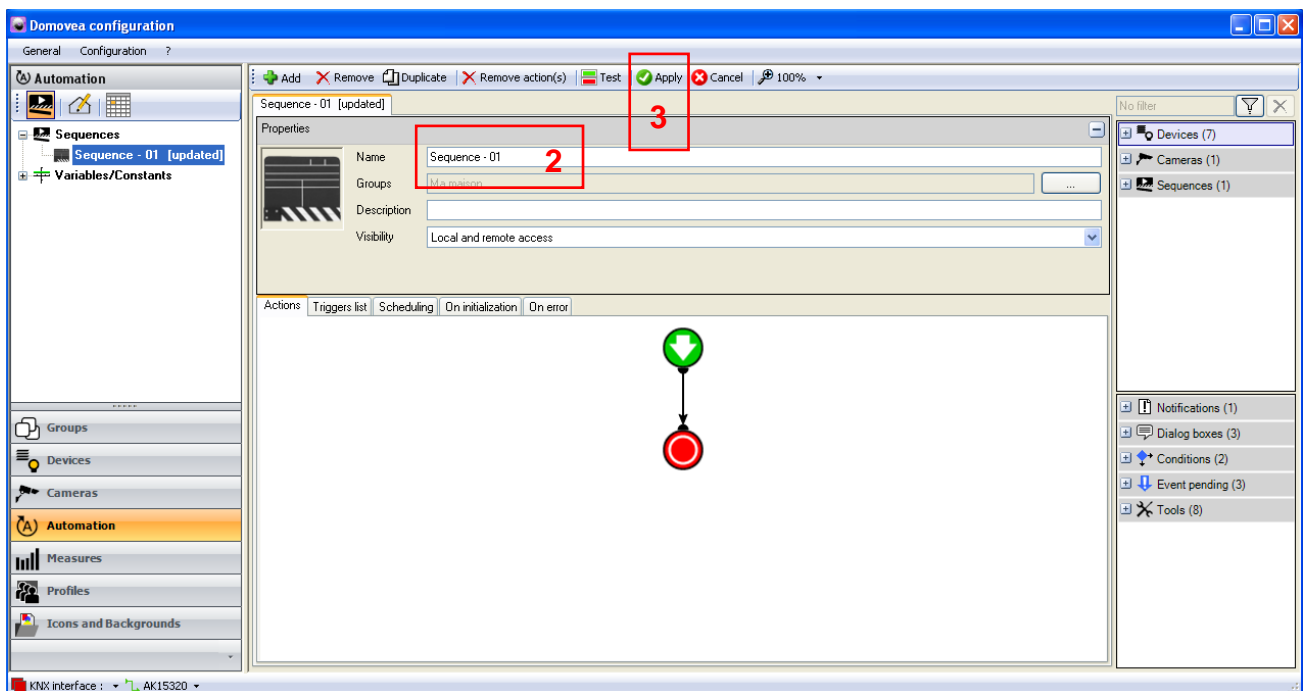 Domovea configuration
General Configuration ?
Automation
Add Remove Duplicate Remove action(s) Test Apply Cancel 100%
3
Sequences
Sequence - 01 [updated]
Variables/Constants
Groups
Devices
Cameras
Automation
Measures
Profiles
Icons and Backgrounds
Sequence - 01 [updated]
Properties
Name Sequence - 01
2
Groups Ma maison ...
Description
Visibility Local and remote access
Actions Triggers list Scheduling On initialization On error
No filter
Devices (7)
Cameras (1)
Sequences (1)
Notifications (1)
Dialog boxes (3)
Conditions (2)
Event pending (3)
Tools (8)
KNX interface : AK15320